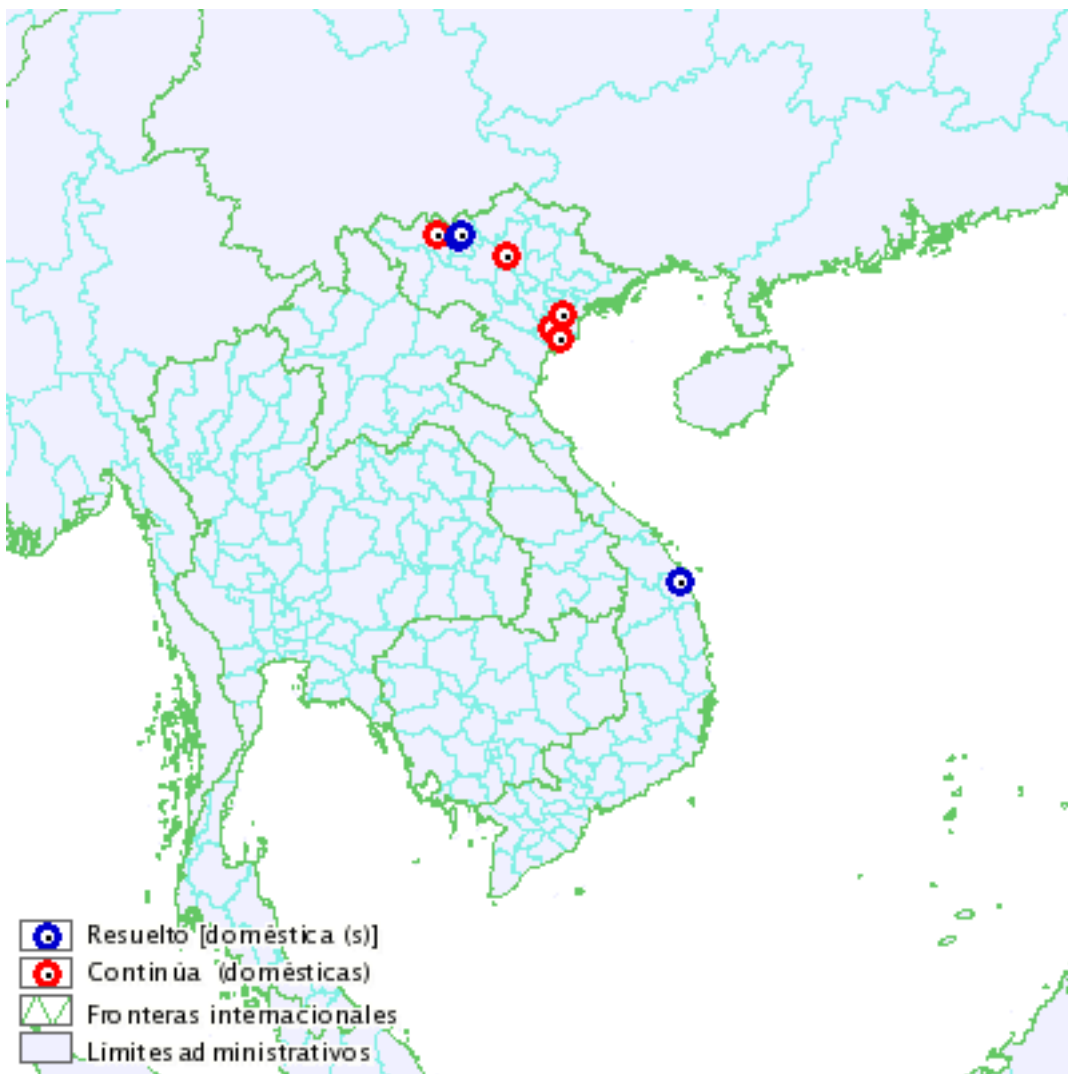 Resuelto [doméstica (s)]
Continúa (domésticas)
Fronteras internacionales
Límites administrativos